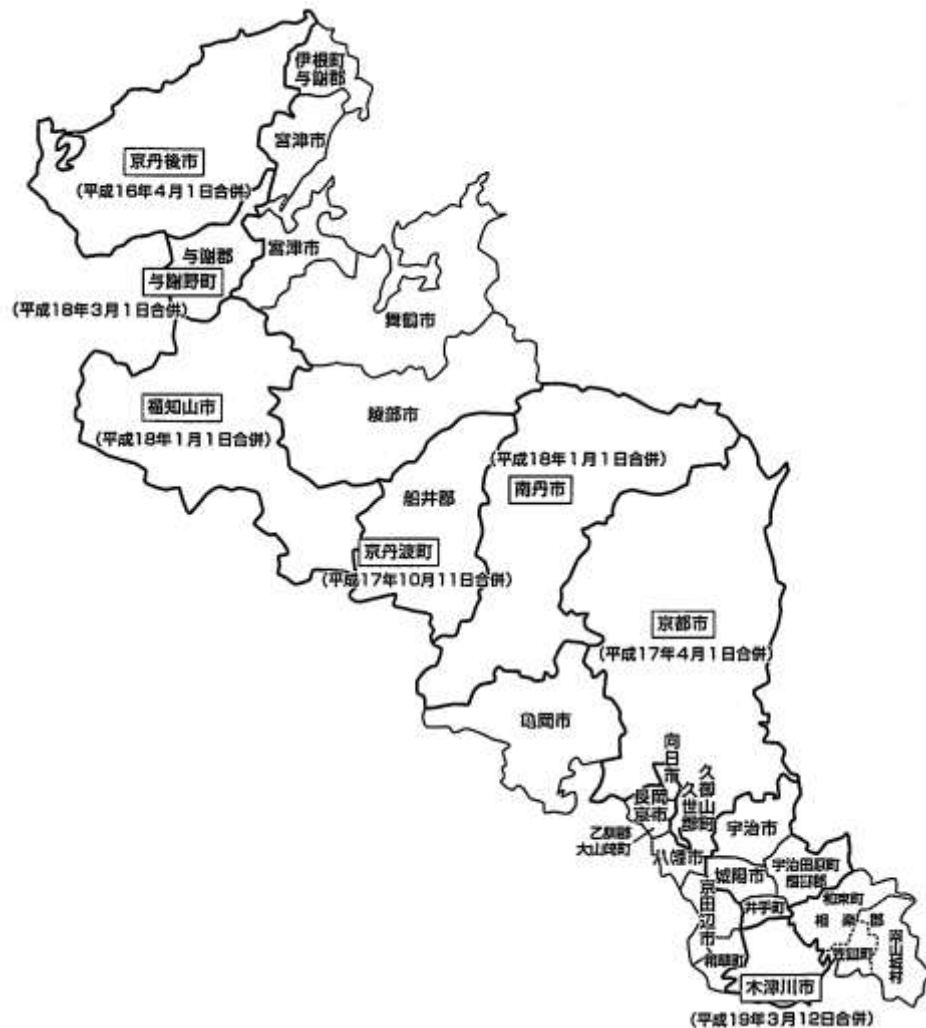 伊根町
与謝郡
宮津市
京丹後市
(平成16年4月1日合併)
与謝郡
宮津市
与謝野町
(平成18年3月1日合併)
舞鶴市
福知山市
(平成18年1月1日合併)
綾部市
(平成18年1月1日合併)
南丹市
船井郡
京丹波町
(平成17年10月11日合併)
京都市
(平成17年4月1日合併)
亀岡市
向日市
長岡
京市
久御山町
久世郡
宇治市
乙訓郡
大山崎町
八幡市
城陽市
宇治田原町
綴喜郡
京田辺市
井手町
和束町
相楽郡
笠置町
南山城村
精華町
木津川市
(平成19年3月12日合併)